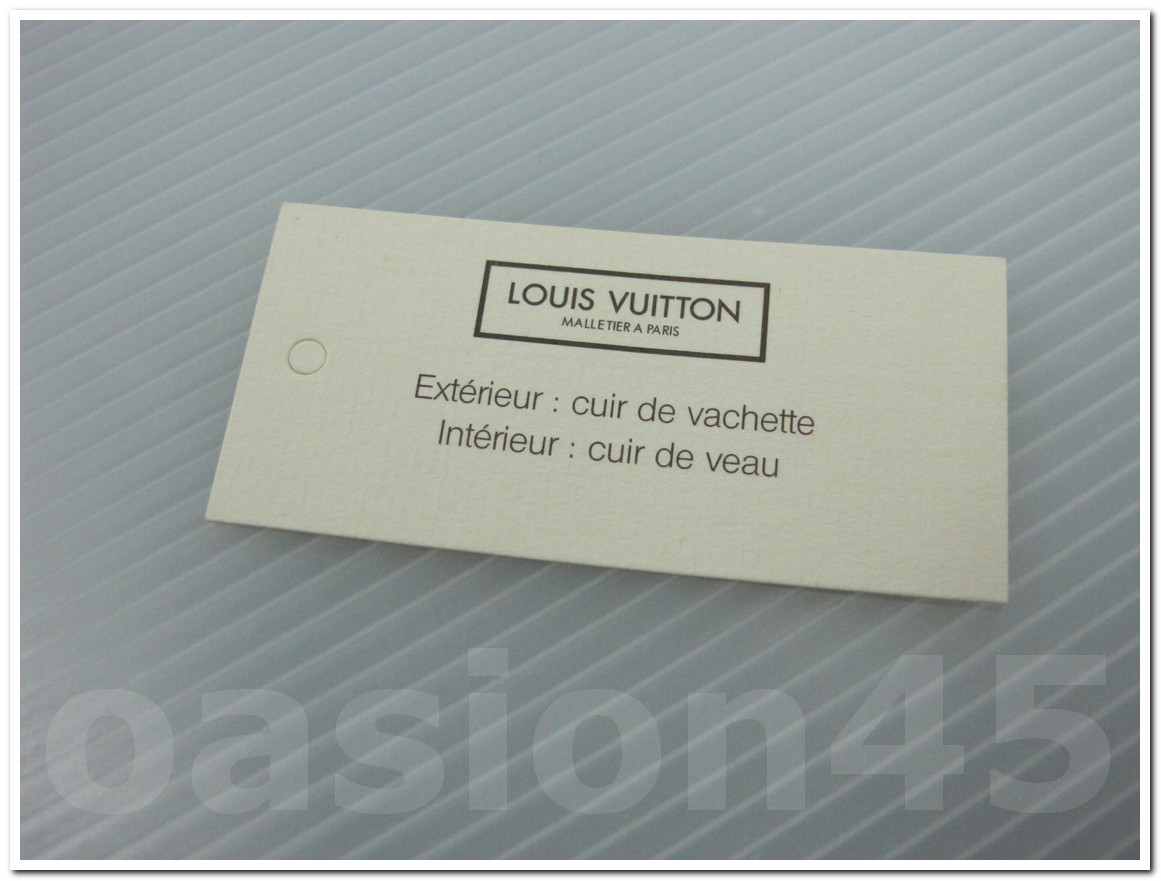 LOUIS VUITTON
MALLETIER A PARIS
Extérieur : cuir de vachette
Intérieur : cuir de veau
oasion45